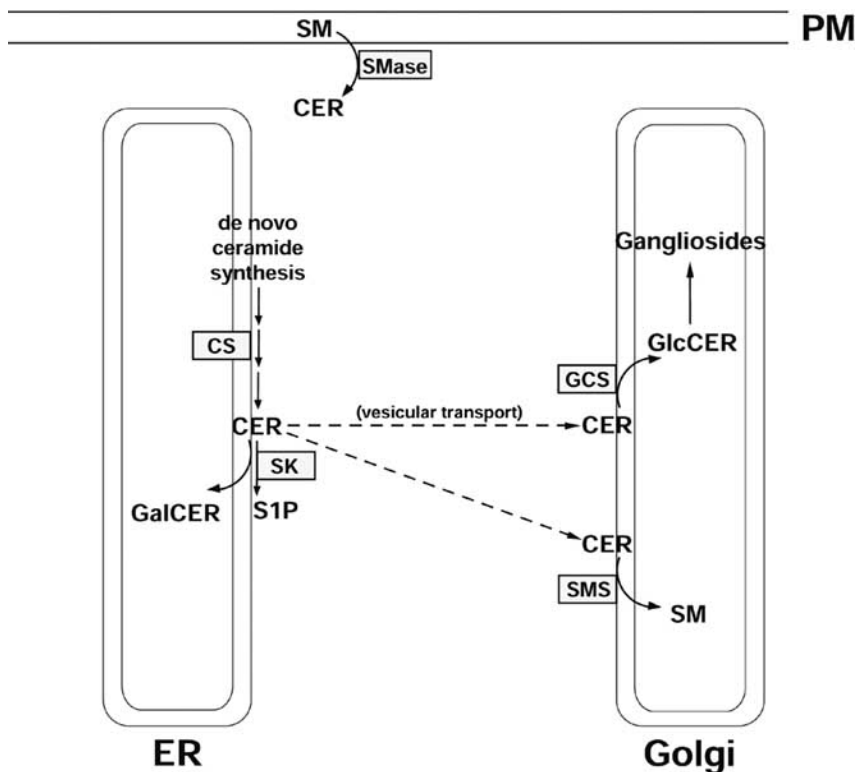 SM
PM
SMase
CER
de novo
ceramide
synthesis
Gangliosides
CS
GlcCER
GCS
(vesicular transport)
CER
CER
SK
GalCER
S1P
CER
SMS
SM
ER
Golgi